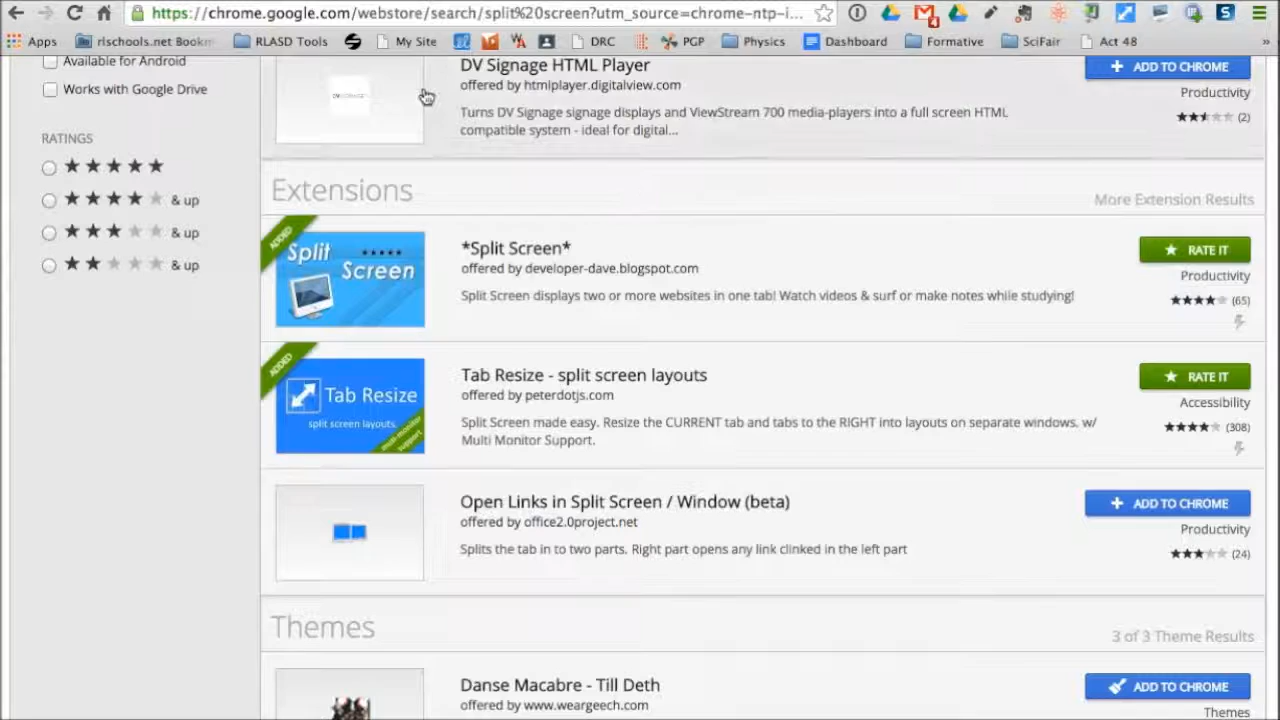 https://chrome.google.com/webstore/search/split%20screen?utm_source=chrome-ntp-i...
4
S
Apps
rlschools.net Bookm
RLASD Tools
My Site
DRC
PGP
Physics
Dashboard
Formative
SciFair
Act 48
»
Available for Android
Works with Google Drive
RATINGS
& up
& up
& up
DV Signage HTML Player
offered by htmlplayer.digitalview.com
Turns DV Signage signage displays and ViewStream 700 media-players into a full screen HTML
compatible system - ideal for digital...
ADD TO CHROME
Productivity
(2)
Extensions
More Extension Results
ADDED
Split
Screen
*Split Screen*
offered by developer-dave.blogspot.com
Split Screen displays two or more websites in one tab! Watch videos & surf or make notes while studying!
RATE IT
Productivity
(65)
ADDED
Tab Resize
split screen layouts.
multi-monitor
support
Tab Resize - split screen layouts
offered by peterdotjs.com
Split Screen made easy. Resize the CURRENT tab and tabs to the RIGHT into layouts on separate windows. w/
Multi Monitor Support.
RATE IT
Accessibility
(308)
Open Links in Split Screen / Window (beta)
offered by office2.0project.net
Splits the tab in to two parts. Right part opens any link clinked in the left part
ADD TO CHROME
Productivity
(24)
Themes
3 of 3 Theme Results
Danse Macabre - Till Deth
offered by www.weargeech.com
ADD TO CHROME
Themes